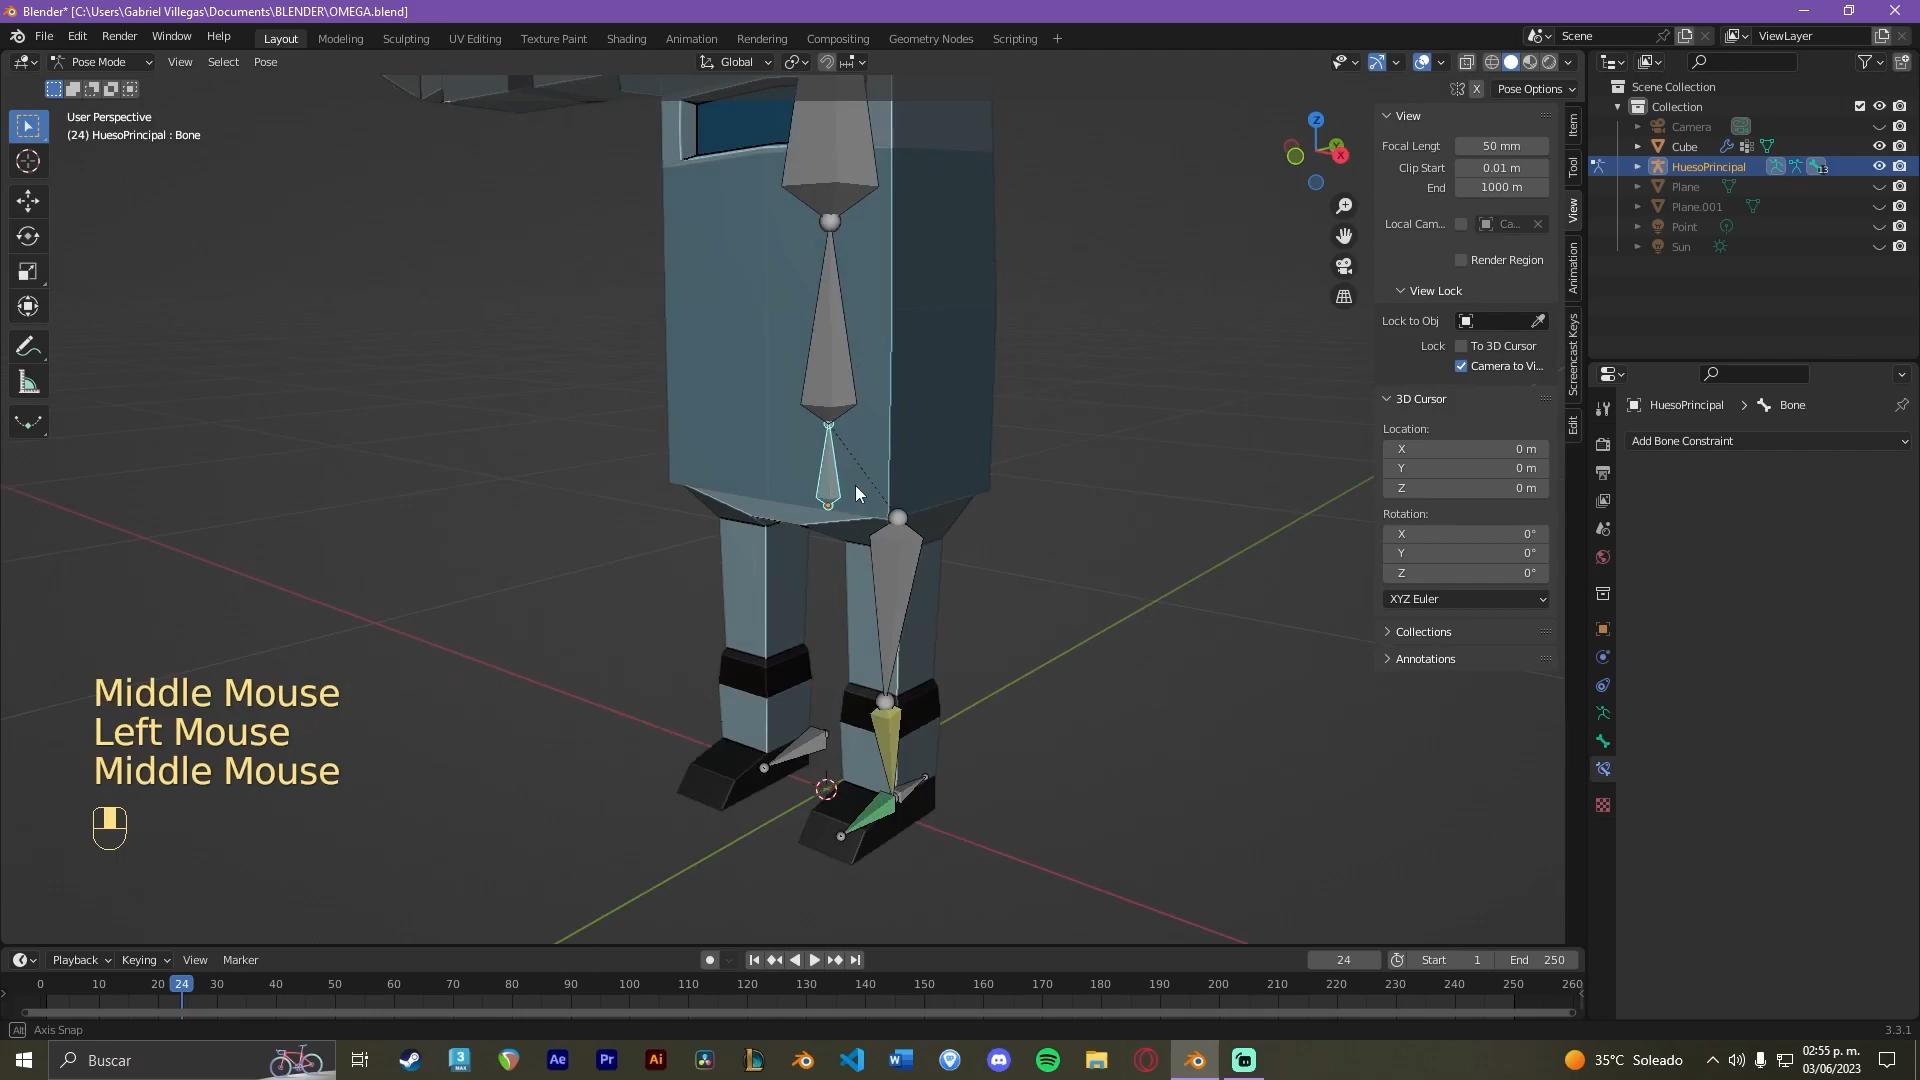 Blender* [C:\Users\Gabriel Villegas\Documents\BLENDER\OMEGA.blend]
File Edit Render Window Help Layout Modeling Sculpting UV Editing Texture Paint Shading Animation Rendering Compositing Geometry Nodes Scripting + Scene ViewLayer
Pose Mode View Select Pose Global
X Pose Options
User Perspective
(24) HuesoPrincipal : Bone
Z
Y
X
View
Focal Lengt 50 mm
Clip Start 0.01 m
End 1000 m
Local Cam... Ca...
Render Region
View Lock
Lock to Obj
Lock To 3D Cursor
Camera to Vi...
3D Cursor
Location:
X 0 m
Y 0 m
Z 0 m
Rotation:
X 0°
Y 0°
Z 0°
XYZ Euler
Collections
Annotations
Item
Tool
View
Animation
Screencast Keys
Edit
Scene Collection
Collection
Camera
Cube
HuesoPrincipal 13
Plane
Plane.001
Point
Sun
HuesoPrincipal > Bone
Add Bone Constraint
Middle Mouse
Left Mouse
Middle Mouse
Playback Keying View Marker 24 Start 1 End 250
0 10 20 24 30 40 50 60 70 80 90 100 110 120 130 140 150 160 170 180 190 200 210 220 230 240 250 260
Alt Axis Snap 3.3.1
Buscar 3 MAX Ae Pr Ai W 35°C Soleado 02:55 p. m.
03/06/2023